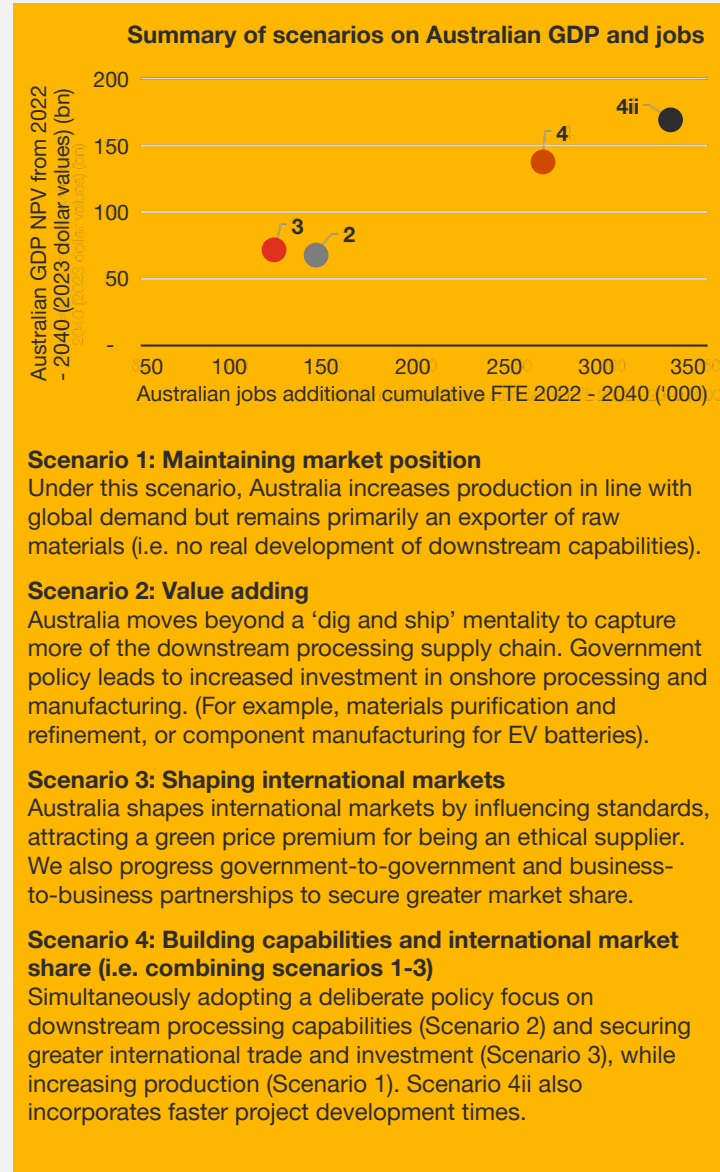 Summary of scenarios on Australian GDP and jobs
Australian GDP NPV from 2022
- 2040 (2023 dollar values) (bn)
200
150
100
50
-
4ii
4
3
2
50 100 150 200 250 300 350
Australian jobs additional cumulative FTE 2022 - 2040 ('000)
Scenario 1: Maintaining market position
Under this scenario, Australia increases production in line with
global demand but remains primarily an exporter of raw
materials (i.e. no real development of downstream capabilities).
Scenario 2: Value adding
Australia moves beyond a ‘dig and ship’ mentality to capture
more of the downstream processing supply chain. Government
policy leads to increased investment in onshore processing and
manufacturing. (For example, materials purification and
refinement, or component manufacturing for EV batteries).
Scenario 3: Shaping international markets
Australia shapes international markets by influencing standards,
attracting a green price premium for being an ethical supplier.
We also progress government-to-government and business-
to-business partnerships to secure greater market share.
Scenario 4: Building capabilities and international market
share (i.e. combining scenarios 1-3)
Simultaneously adopting a deliberate policy focus on
downstream processing capabilities (Scenario 2) and securing
greater international trade and investment (Scenario 3), while
increasing production (Scenario 1). Scenario 4ii also
incorporates faster project development times.